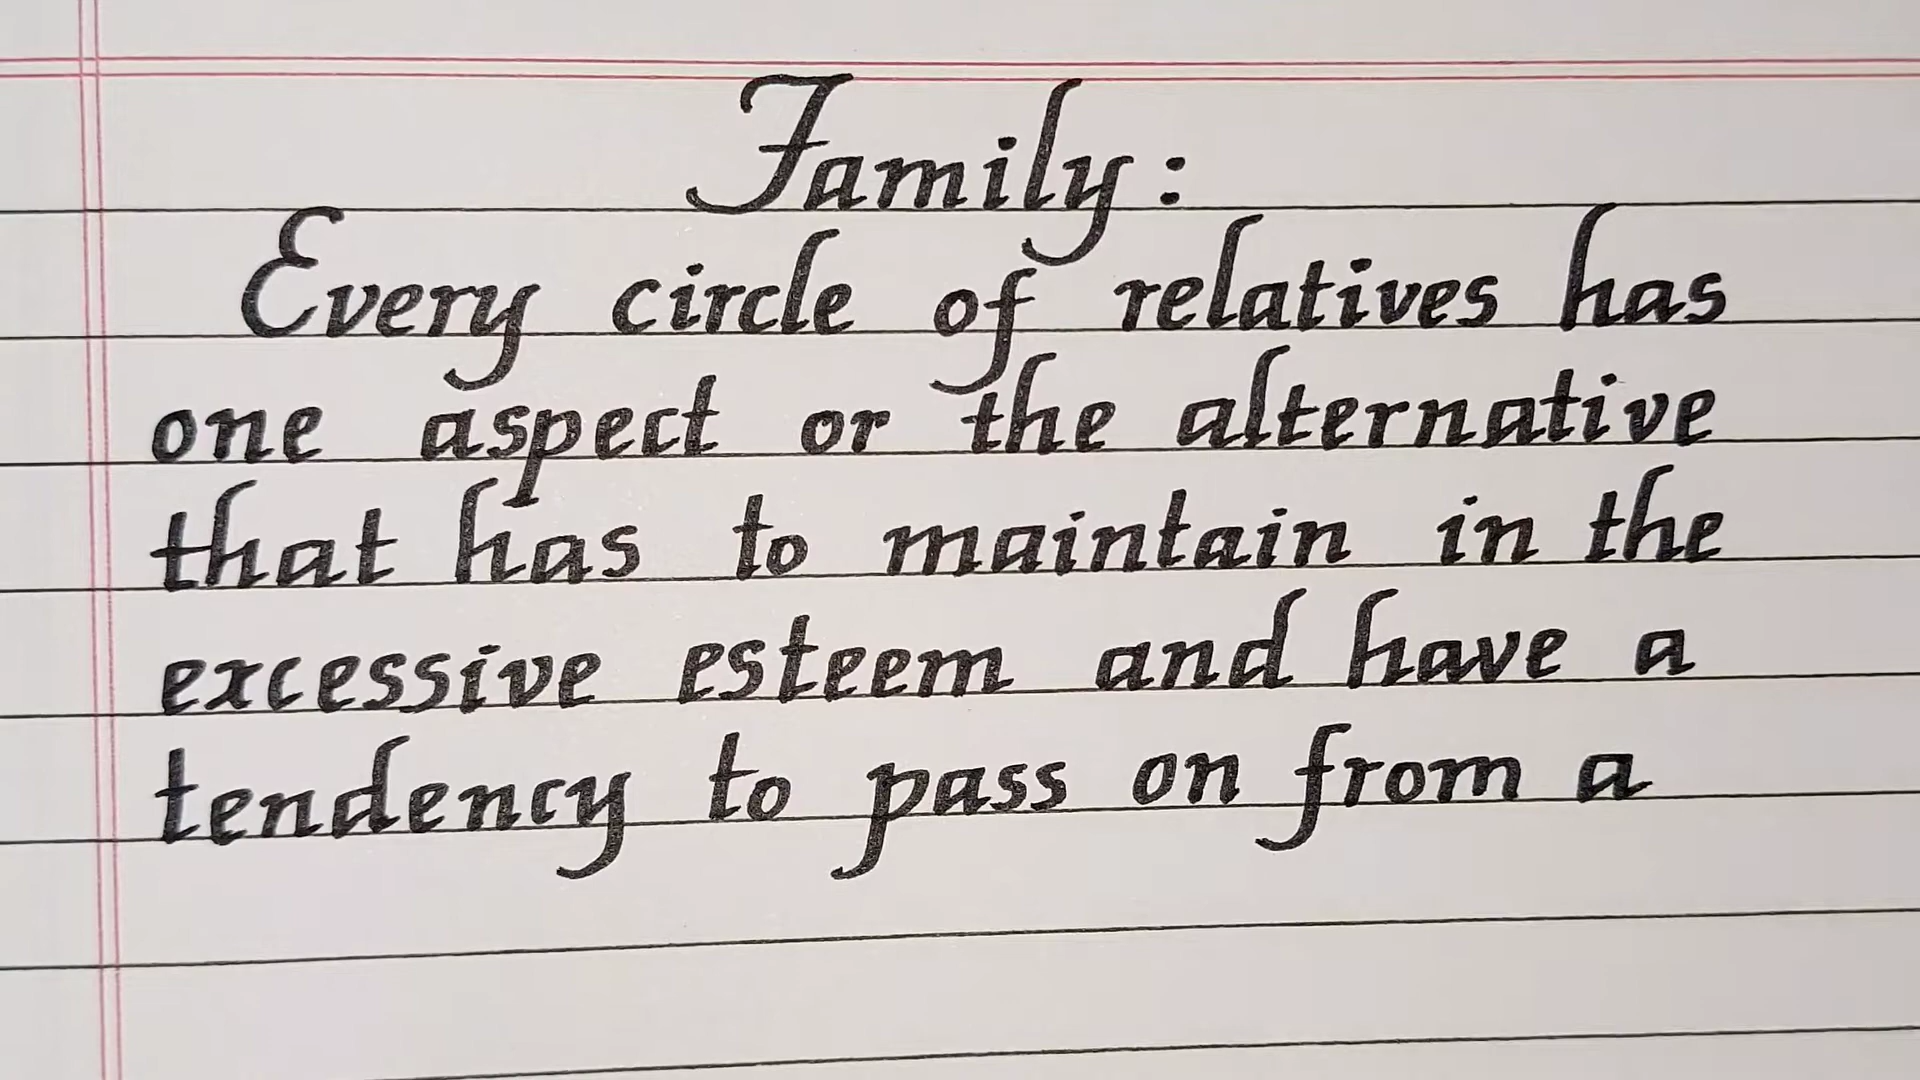 Family:
Every circle of relatives has
one aspect or the alternative
that has to maintain in the
excessive esteem and have a
tendency to pass on from a